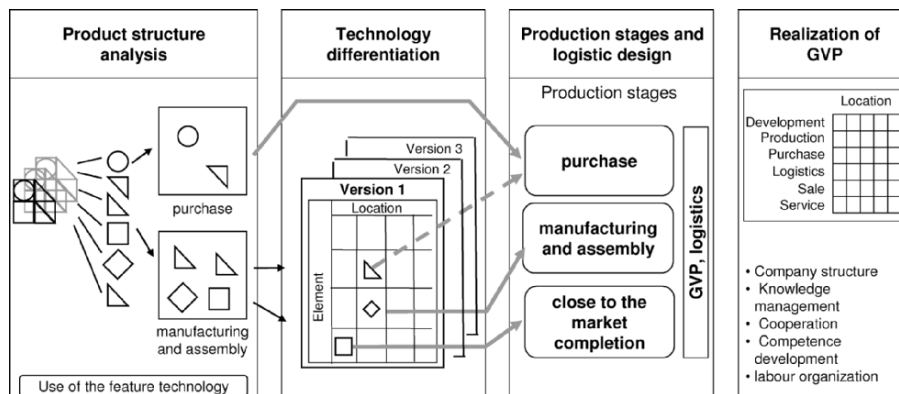 Product structure
analysis
purchase
manufacturing
and assembly
Use of the feature technology
Technology
differentiation
Version 3
Version 2
Version 1
Location
Element
Production stages and
logistic design
Production stages
purchase
manufacturing
and assembly
close to the
market
completion
GVP, logistics
Realization of
GVP
Location
Development
Production
Purchase
Logistics
Sale
Service
• Company structure
• Knowledge
management
• Cooperation
• Competence
development
• labour organization